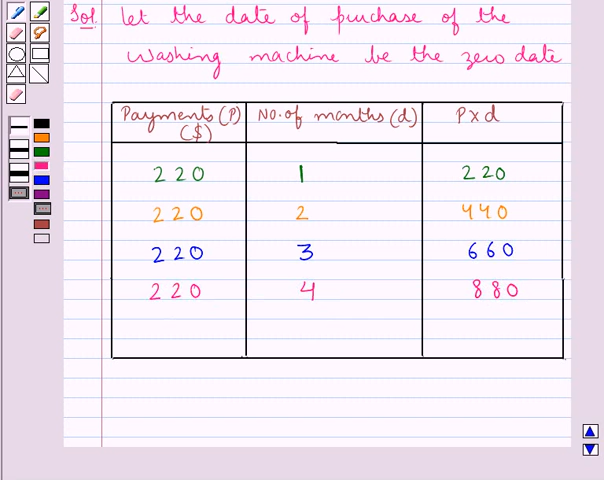 Sol. Let the date of purchase of the
washing machine be the zero date
Payments (P) ($) No. of months (d) P x d
220 1 220
220 2 440
220 3 660
220 4 880